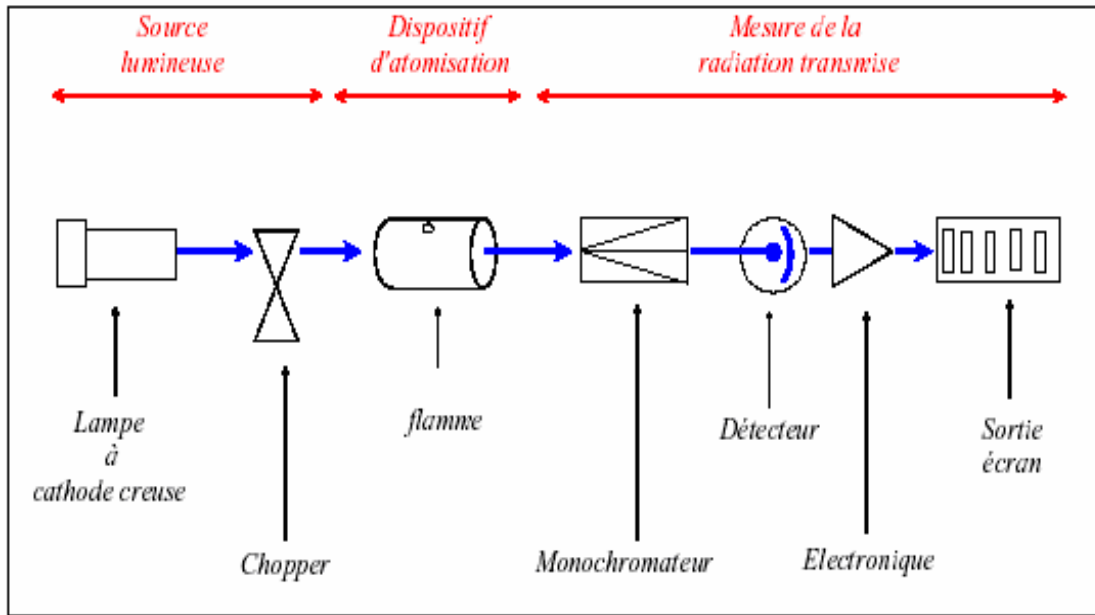 Source
lumineuse
Dispositif
d'atomisation
Mesure de la
radiation transmise
Lampe
à
cathode creuse
Chopper
flamme
Monochromateur
Détecteur
Electronique
Sortie
écran